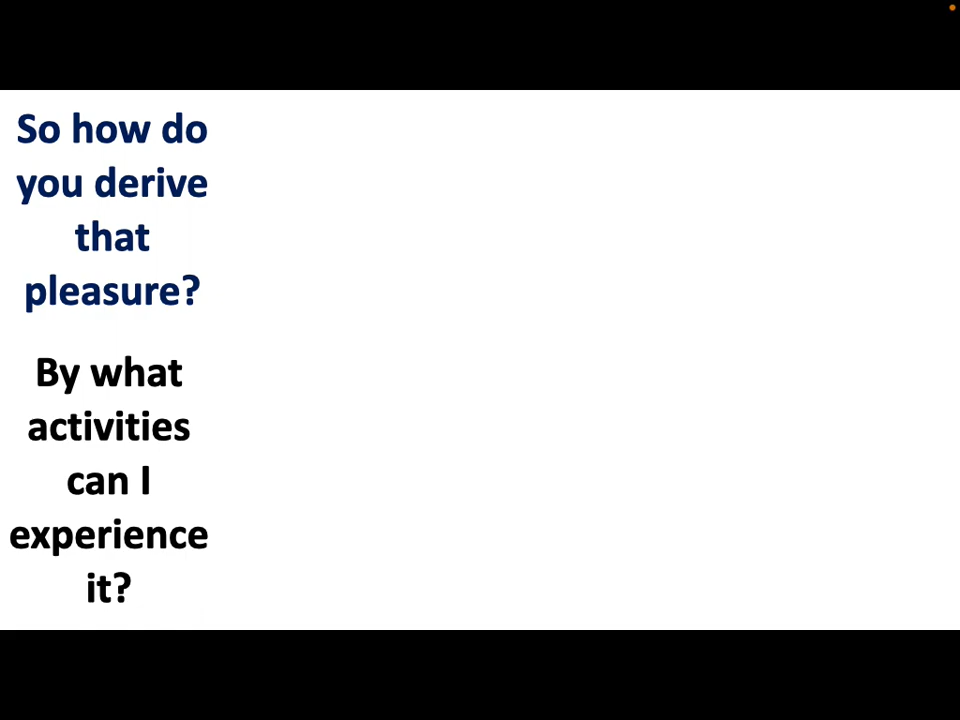 So how do
you derive
that
pleasure?
By what
activities
can I
experience
it?